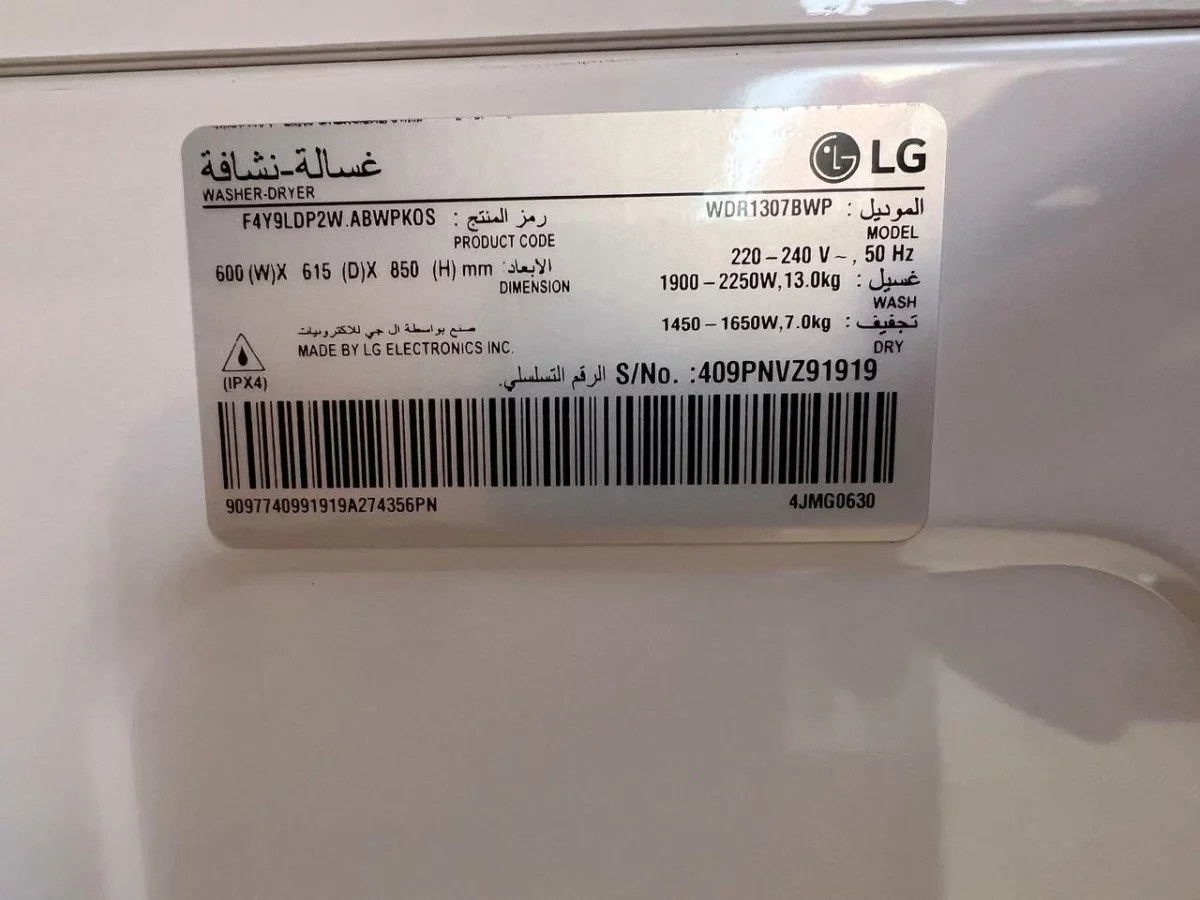 غسالة-نشافة
WASHER-DRYER
LG
F4Y9LDP2W.ABWPKOS : رمز المنتج
PRODUCT CODE
600 (W)X 615 (D)X 850 (H) mm :الابعاد
DIMENSION
صنع بواسطة ال جي للالكترونيات
MADE BY LG ELECTRONICS INC.
(IPX4)
WDR1307BWP : الموديل
MODEL
220 – 240 V ~ , 50 Hz
1900 – 2250W,13.0kg : غسيل
WASH
1450 – 1650W,7.0kg : تجفيف
DRY
الرقم التسلسلي. S/No. :409PNVZ91919
9097740991919A274356PN
4JMG0630